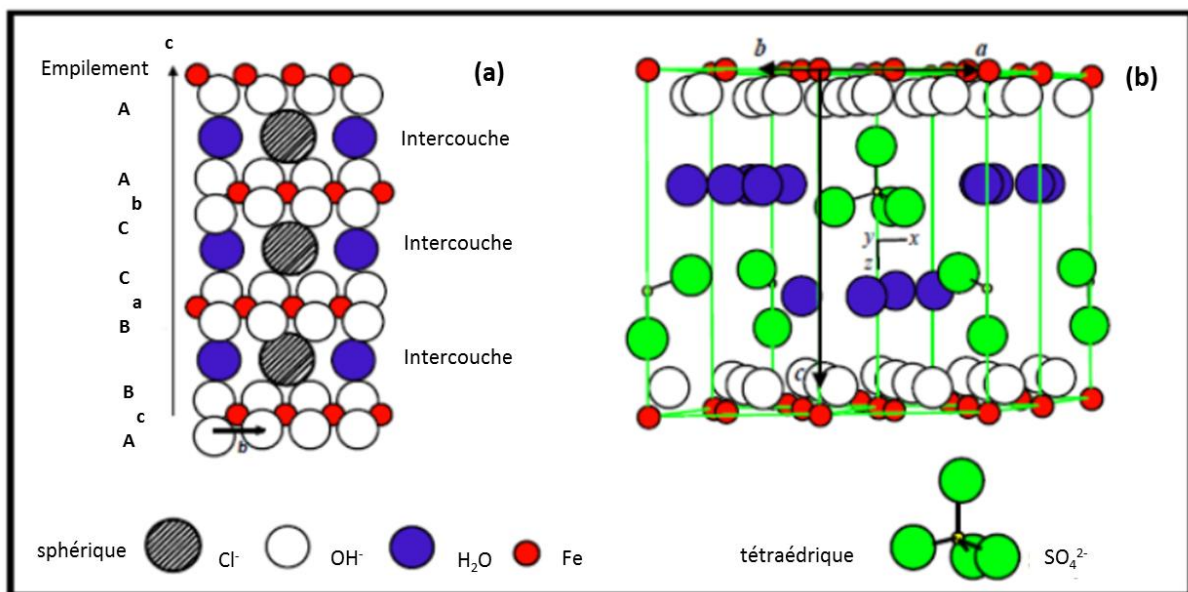 c
Empilement
(a)
A
Intercouche
A
b
C
Intercouche
C
a
B
Intercouche
B
c
A
b
b
a
(b)
y
x
z
c
sphérique
Cl⁻
OH⁻
H₂O
Fe
tétraédrique
SO₄²⁻